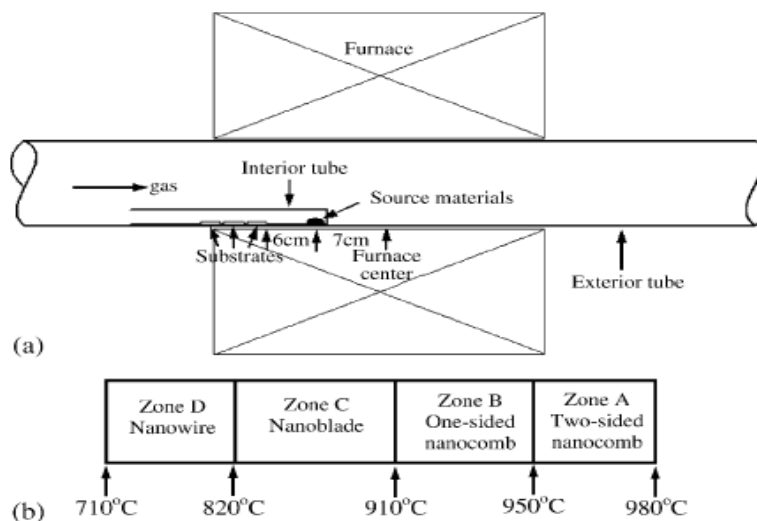 Furnace
Interior tube
gas
Source materials
Substrates
6cm
7cm
Furnace
center
Exterior tube
(a)
Zone D
Nanowire
Zone C
Nanoblade
Zone B
One-sided
nanocomb
Zone A
Two-sided
nanocomb
(b)
710°C
820°C
910°C
950°C
980°C